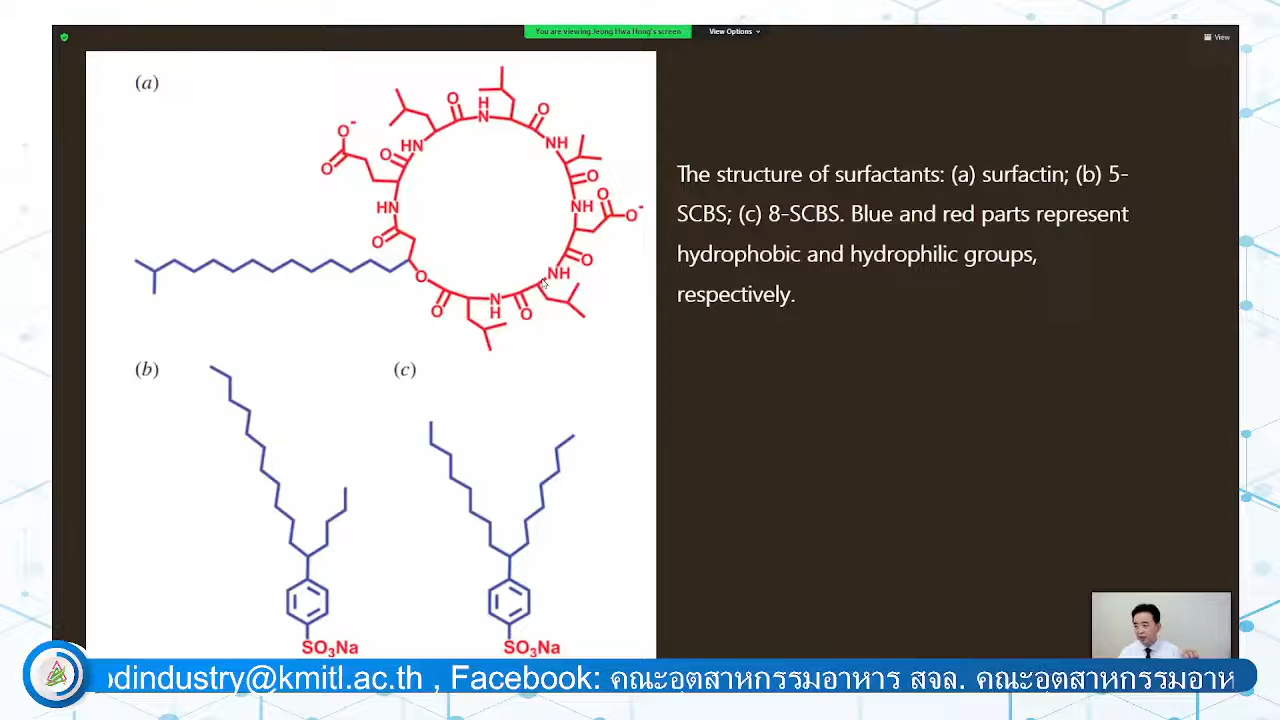 You are viewing Jeong Hwa Hong's screen
View Options
View
(a)
The structure of surfactants: (a) surfactin; (b) 5-
SCBS; (c) 8-SCBS. Blue and red parts represent
hydrophobic and hydrophilic groups,
respectively.
O
H
N
O
HN
NH
O-
O
O
O
HN
NH
O
O-
O
O
NH
O
O
N
H
O
(b)
(c)
SO3Na
SO3Na
odindustry@kmitl.ac.th , Facebook: คณะอุตสาหกรรมอาหาร สจล. คณะอุตสาหกรรมอาห